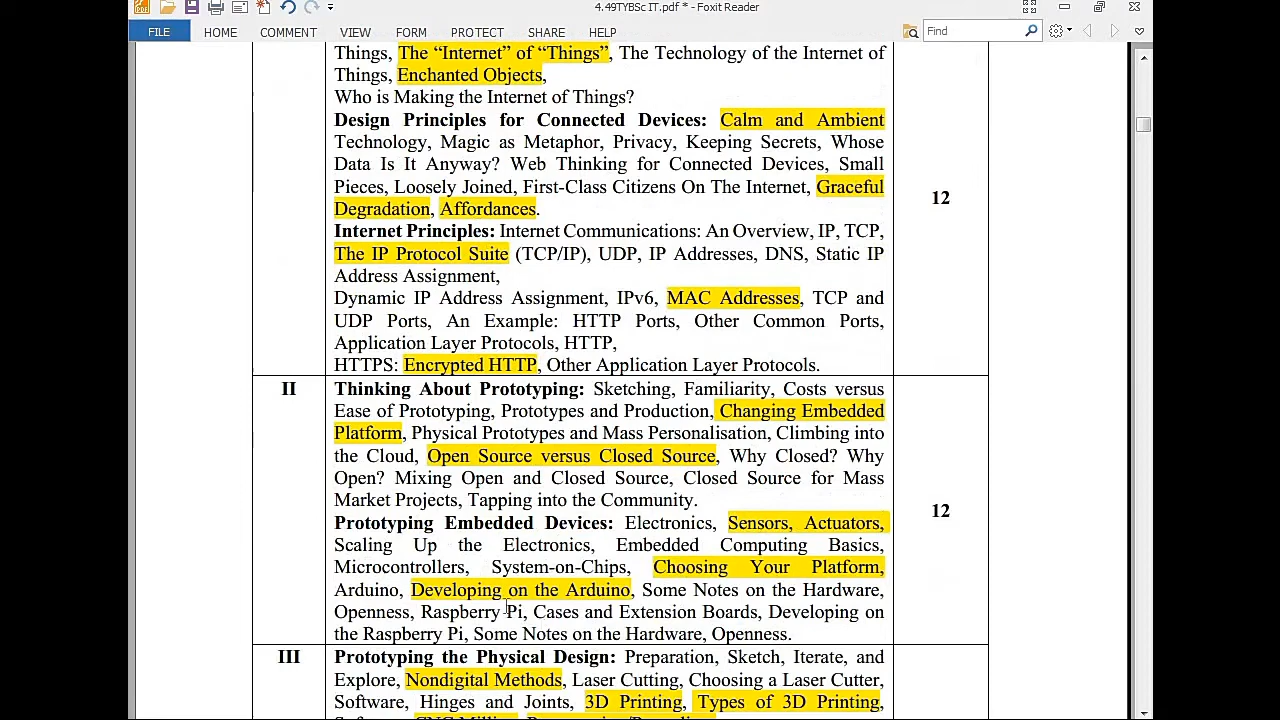 4.49TYBSc IT.pdf * - Foxit Reader
FILE HOME COMMENT VIEW FORM PROTECT SHARE HELP Find
Things, The “Internet” of “Things”, The Technology of the Internet of
Things, Enchanted Objects,
Who is Making the Internet of Things?
Design Principles for Connected Devices: Calm and Ambient
Technology, Magic as Metaphor, Privacy, Keeping Secrets, Whose
Data Is It Anyway? Web Thinking for Connected Devices, Small
Pieces, Loosely Joined, First-Class Citizens On The Internet, Graceful
Degradation, Affordances.
12
Internet Principles: Internet Communications: An Overview, IP, TCP,
The IP Protocol Suite (TCP/IP), UDP, IP Addresses, DNS, Static IP
Address Assignment,
Dynamic IP Address Assignment, IPv6, MAC Addresses, TCP and
UDP Ports, An Example: HTTP Ports, Other Common Ports,
Application Layer Protocols, HTTP,
HTTPS: Encrypted HTTP, Other Application Layer Protocols.
II Thinking About Prototyping: Sketching, Familiarity, Costs versus
Ease of Prototyping, Prototypes and Production, Changing Embedded
Platform, Physical Prototypes and Mass Personalisation, Climbing into
the Cloud, Open Source versus Closed Source, Why Closed? Why
Open? Mixing Open and Closed Source, Closed Source for Mass
Market Projects, Tapping into the Community.
12
Prototyping Embedded Devices: Electronics, Sensors, Actuators,
Scaling Up the Electronics, Embedded Computing Basics,
Microcontrollers, System-on-Chips, Choosing Your Platform,
Arduino, Developing on the Arduino, Some Notes on the Hardware,
Openness, Raspberry Pi, Cases and Extension Boards, Developing on
the Raspberry Pi, Some Notes on the Hardware, Openness.
III Prototyping the Physical Design: Preparation, Sketch, Iterate, and
Explore, Nondigital Methods, Laser Cutting, Choosing a Laser Cutter,
Software, Hinges and Joints, 3D Printing, Types of 3D Printing,